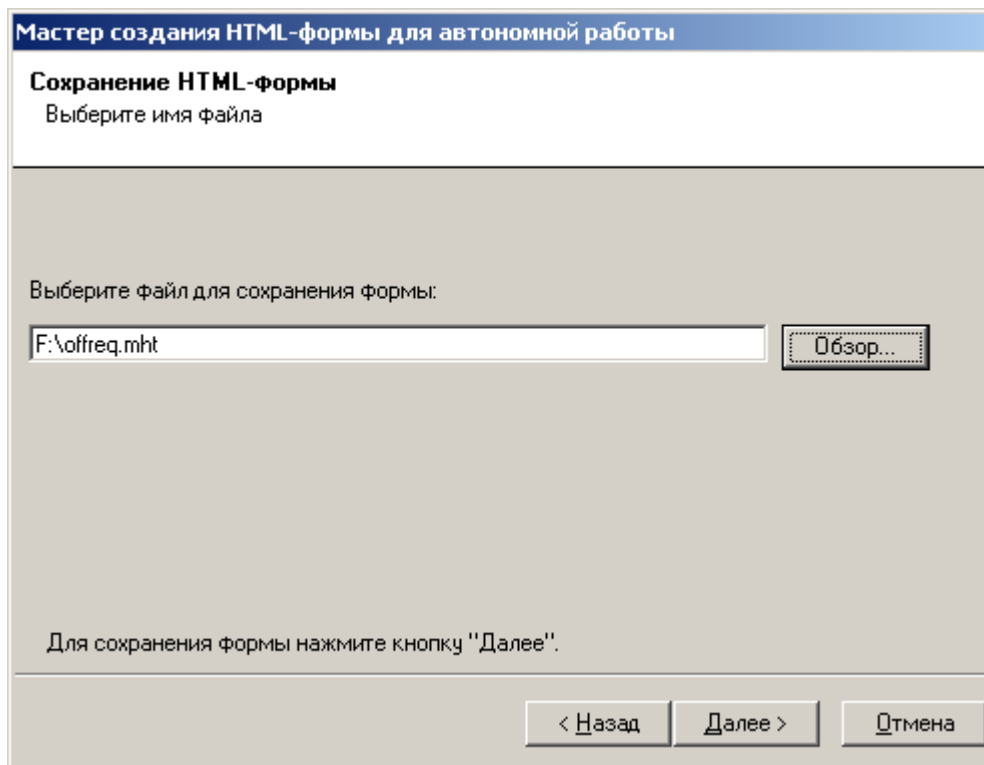 Мастер создания HTML-формы для автономной работы
Сохранение HTML-формы
Выберите имя файла
Выберите файл для сохранения формы:
F:\offreq.mht
Обзор...
Для сохранения формы нажмите кнопку "Далее".
< Назад
Далее >
Отмена